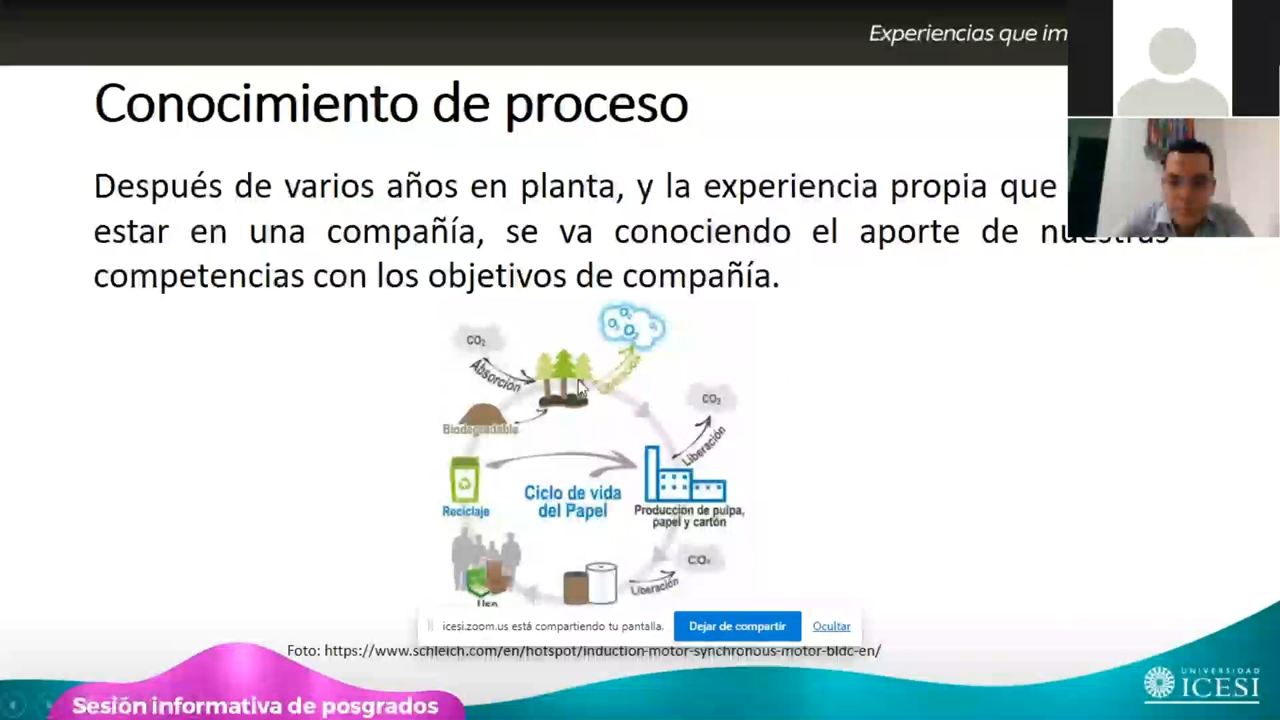 Experiencias que im
Conocimiento de proceso
Después de varios años en planta, y la experiencia propia que
estar en una compañía, se va conociendo el aporte de nuestras
competencias con los objetivos de compañía.
O₂
O₂
O₂
CO₂
Absorción
CO₂
Liberación
Biodegradable
Ciclo de vida
del Papel
Reciclaje
Produccion de pulpa,
papel y cartón
CO₂
Liberación
Uso
icesi.zoom.us está compartiendo tu pantalla.
Dejar de compartir
Ocultar
Foto: https://www.schleich.com/en/hotspot/induction-motor-synchronous-motor-bldc-en/
Sesión informativa de posgrados
UNIVERSIDAD
ICESI